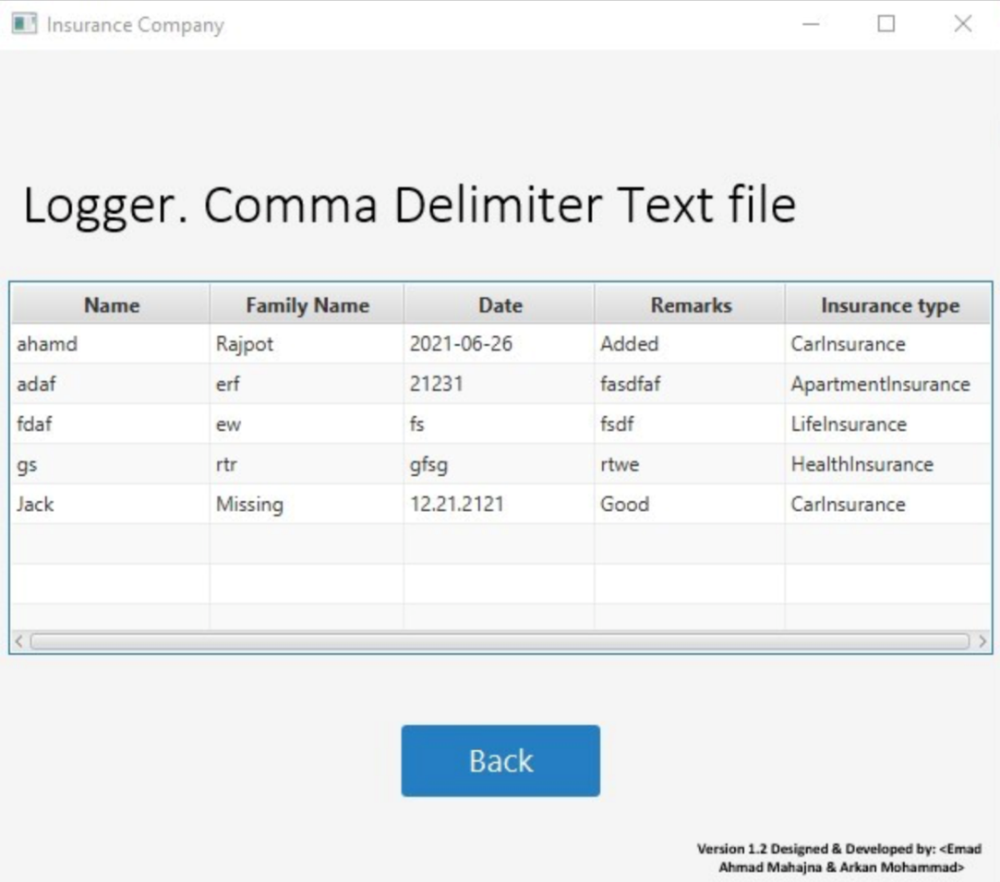 Insurance Company
Logger. Comma Delimiter Text file
Name Family Name Date Remarks Insurance type
ahamd Rajpot 2021-06-26 Added CarInsurance
adaf erf 21231 fasdfaf ApartmentInsurance
fdaf ew fs fsdf LifeInsurance
gs rtr gfsg rtwe HealthInsurance
Jack Missing 12.21.2121 Good CarInsurance
Back
Version 1.2 Designed & Developed by: <Emad
Ahmad Mahajna & Arkan Mohammad>